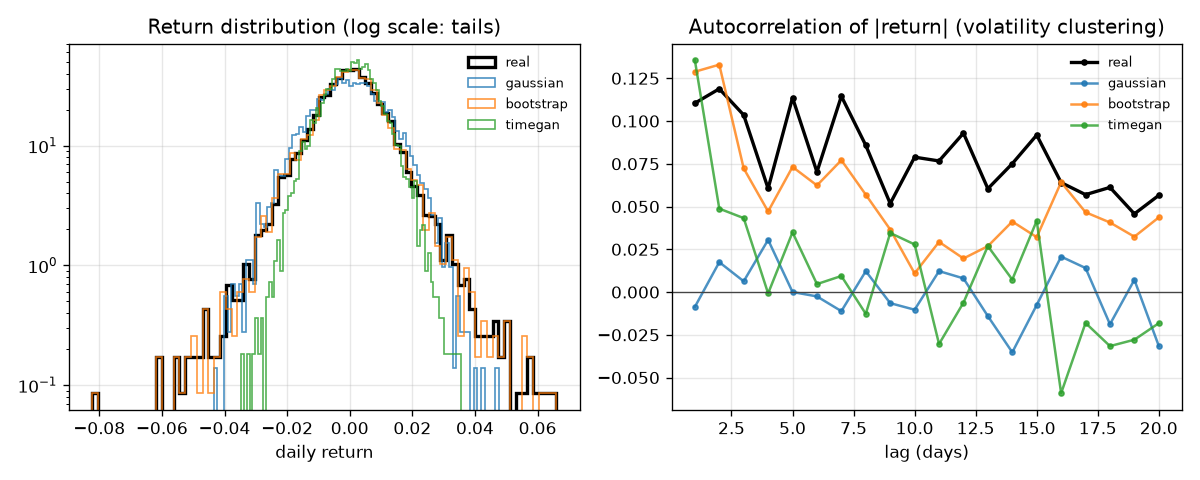 Return distribution (log scale: tails)
real
gaussian
bootstrap
timegan
10¹
10⁰
10⁻¹
−0.08 −0.06 −0.04 −0.02 0.00 0.02 0.04 0.06
daily return
Autocorrelation of |return| (volatility clustering)
real
gaussian
bootstrap
timegan
0.125
0.100
0.075
0.050
0.025
0.000
−0.025
−0.050
2.5 5.0 7.5 10.0 12.5 15.0 17.5 20.0
lag (days)